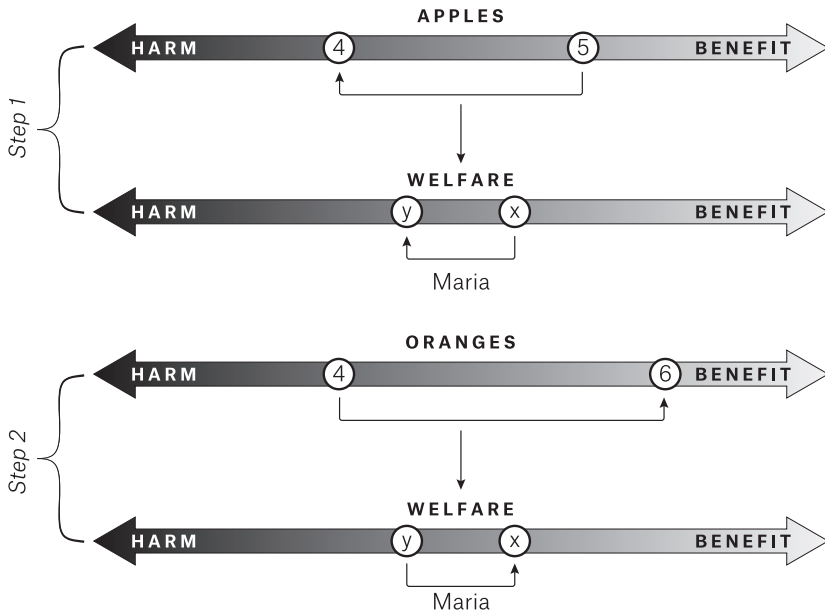 APPLES
HARM 4 5 BENEFIT
Step 1
WELFARE
HARM y x BENEFIT
Maria
ORANGES
HARM 4 6 BENEFIT
Step 2
WELFARE
HARM y x BENEFIT
Maria